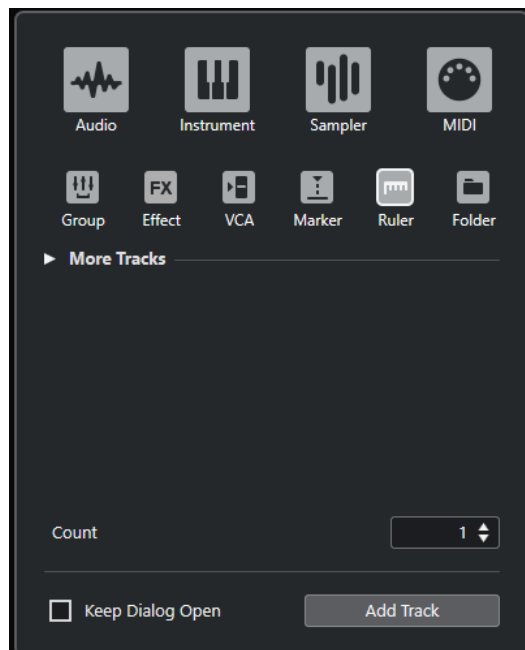 Audio Instrument Sampler MIDI
FX
Group Effect VCA Marker Ruler Folder
More Tracks
Count 1
Keep Dialog Open Add Track